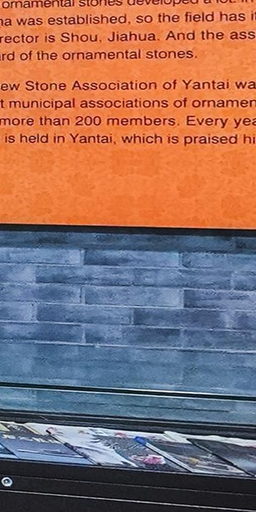 ornamental stones developed a lot. In
na was established, so the field has it
rector is Shou, Jiahua. And the ass
ard of the ornamental stones.
ew Stone Association of Yantai wa
t municipal associations of ornamen
more than 200 members. Every yea
is held in Yantai, which is praised hi